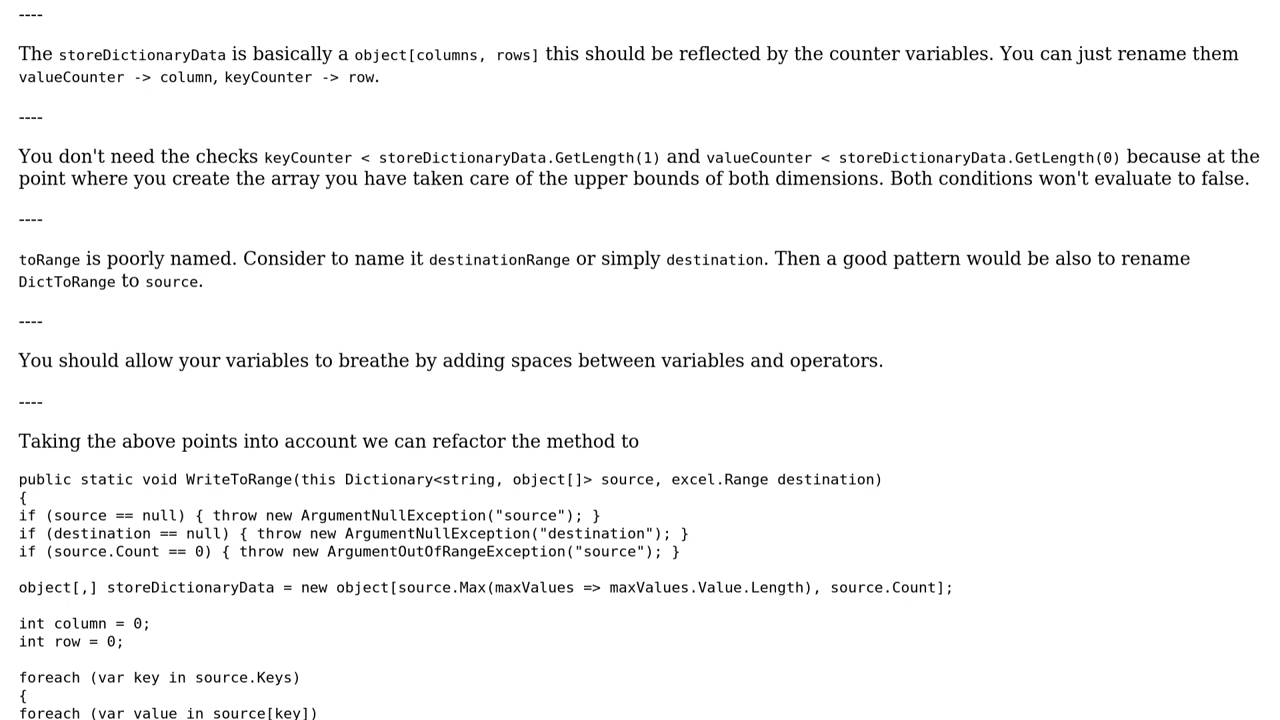 ----
The storeDictionaryData is basically a object[columns, rows] this should be reflected by the counter variables. You can just rename them
valueCounter -> column, keyCounter -> row.
----
You don't need the checks keyCounter < storeDictionaryData.GetLength(1) and valueCounter < storeDictionaryData.GetLength(0) because at the
point where you create the array you have taken care of the upper bounds of both dimensions. Both conditions won't evaluate to false.
----
toRange is poorly named. Consider to name it destinationRange or simply destination. Then a good pattern would be also to rename
DictToRange to source.
----
You should allow your variables to breathe by adding spaces between variables and operators.
----
Taking the above points into account we can refactor the method to
public static void WriteToRange(this Dictionary<string, object[]> source, excel.Range destination)
{
if (source == null) { throw new ArgumentNullException("source"); }
if (destination == null) { throw new ArgumentNullException("destination"); }
if (source.Count == 0) { throw new ArgumentOutOfRangeException("source"); }
object[,] storeDictionaryData = new object[source.Max(maxValues => maxValues.Value.Length), source.Count];
int column = 0;
int row = 0;
foreach (var key in source.Keys)
{
foreach (var value in source[key])